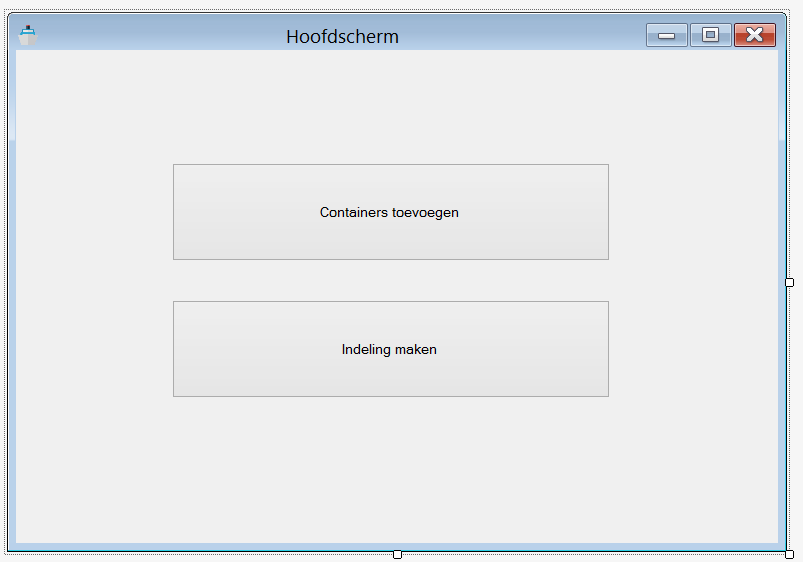 Hoofdscherm
Containers toevoegen
Indeling maken